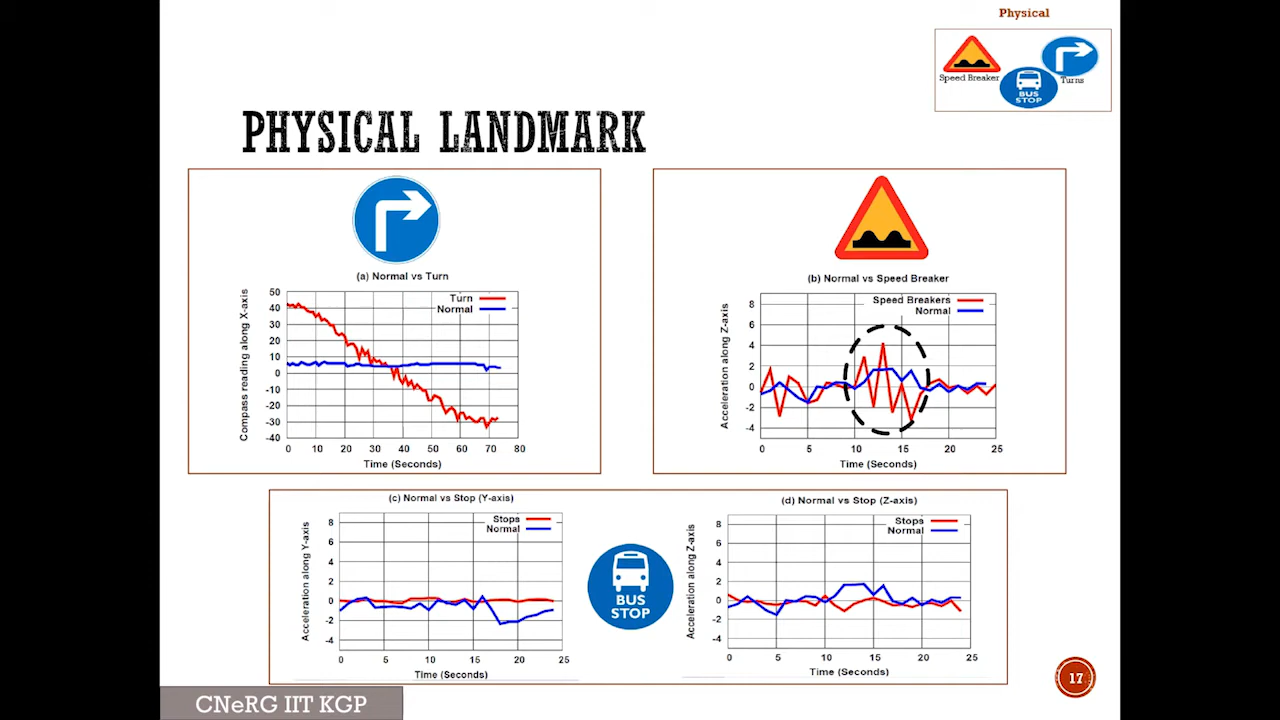 Physical
Speed Breaker
Turns
BUS
STOP
PHYSICAL LANDMARK
(a) Normal vs Turn
Turn
Normal
Compass reading along X-axis
50
40
30
20
10
0
-10
-20
-30
-40
0 10 20 30 40 50 60 70 80
Time (Seconds)
(b) Normal vs Speed Breaker
Speed Breakers
Normal
Acceleration along Z-axis
8
6
4
2
0
-2
-4
0 5 10 15 20 25
Time (Seconds)
(c) Normal vs Stop (Y-axis)
Stops
Normal
Acceleration along Y-axis
8
6
4
2
0
-2
-4
0 5 10 15 20 25
Time (Seconds)
BUS
STOP
(d) Normal vs Stop (Z-axis)
Stops
Normal
Acceleration along Z-axis
8
6
4
2
0
-2
-4
0 5 10 15 20 25
Time (Seconds)
17
CNeRG IIT KGP